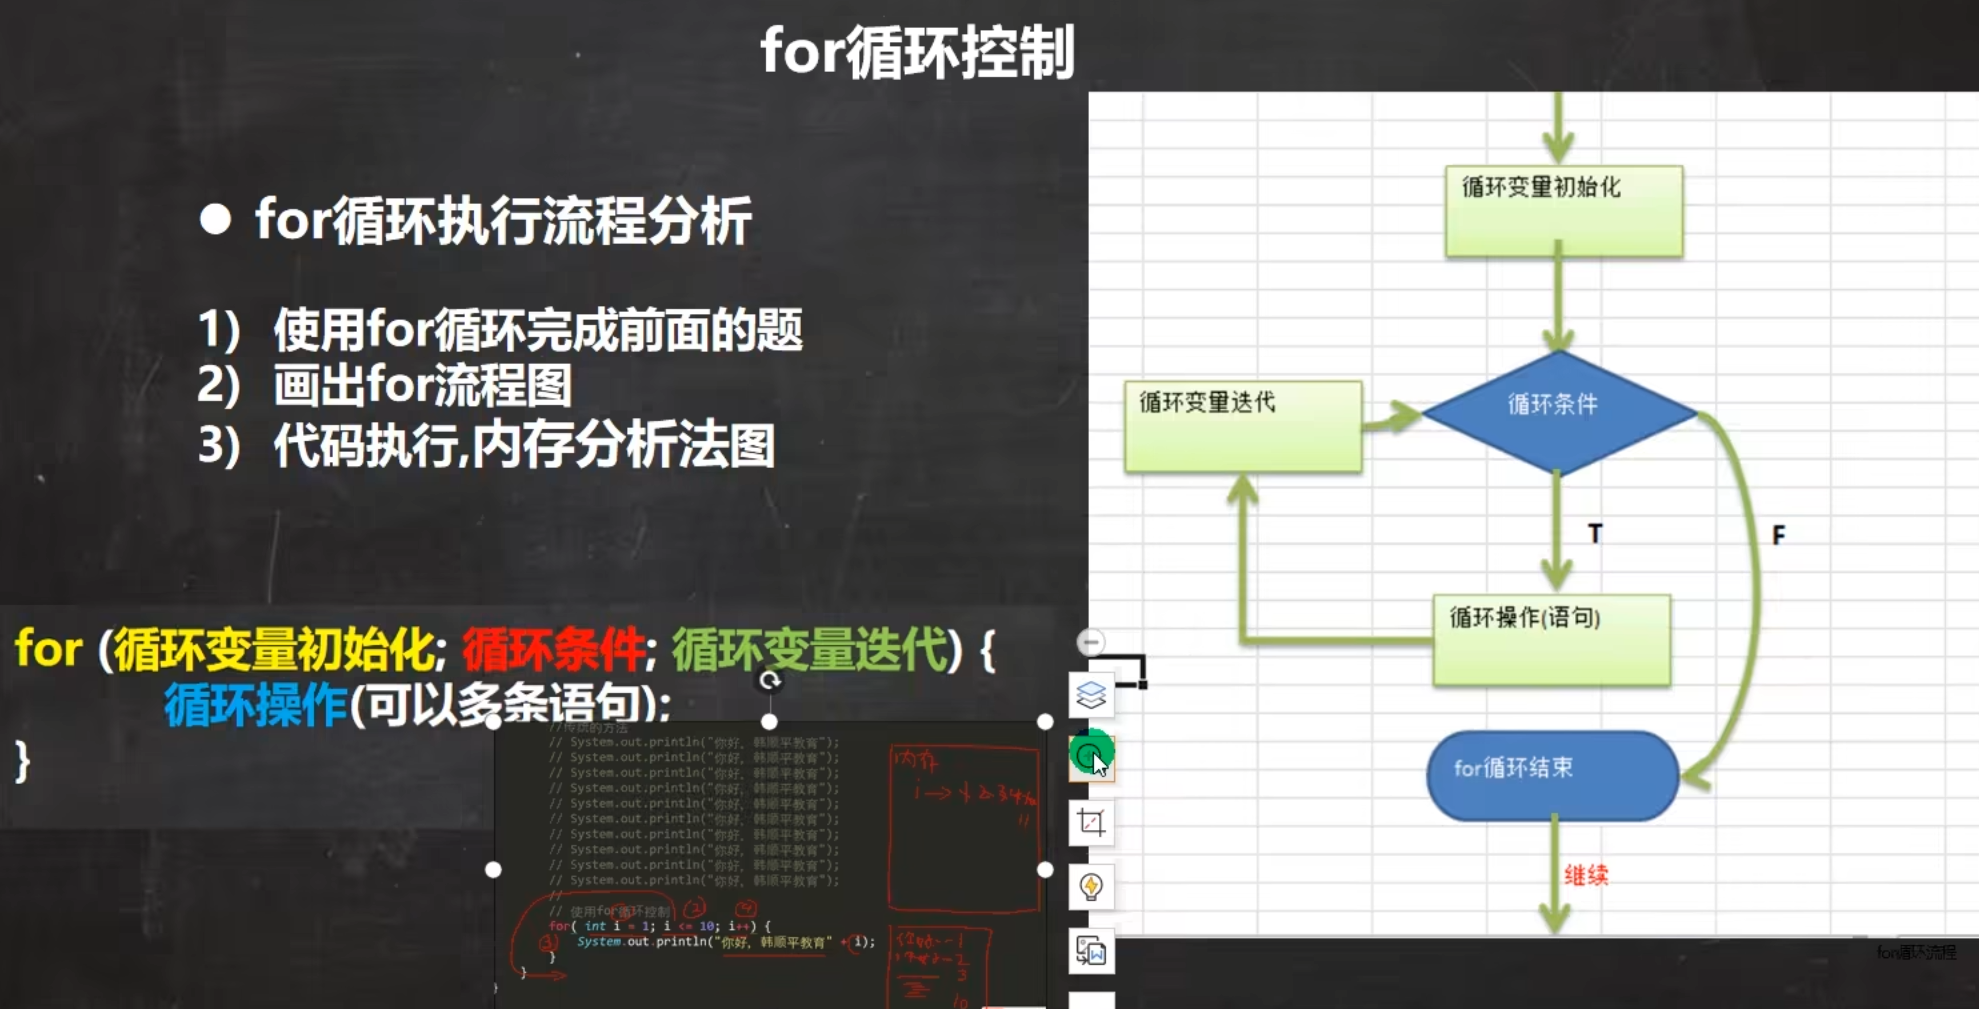 for循环控制
● for循环执行流程分析
1) 使用for循环完成前面的题
2) 画出for流程图
3) 代码执行,内存分析法图
for (循环变量初始化; 循环条件; 循环变量迭代) {
循环操作(可以多条语句);
}
//传统的方法
// System.out.println("你好, 韩顺平教育");
// System.out.println("你好, 韩顺平教育");
// System.out.println("你好, 韩顺平教育");
// System.out.println("你好, 韩顺平教育");
// System.out.println("你好, 韩顺平教育");
// System.out.println("你好, 韩顺平教育");
// System.out.println("你好, 韩顺平教育");
// System.out.println("你好, 韩顺平教育");
// System.out.println("你好, 韩顺平教育");
// System.out.println("你好, 韩顺平教育");
//
// 使用for循环控制
for( int i = 1; i <= 10; i++) {
System.out.println("你好, 韩顺平教育" + i);
}
}
}
内存
循环变量初始化
循环变量迭代
循环条件
T
F
循环操作(语句)
for循环结束
继续
for循环流程